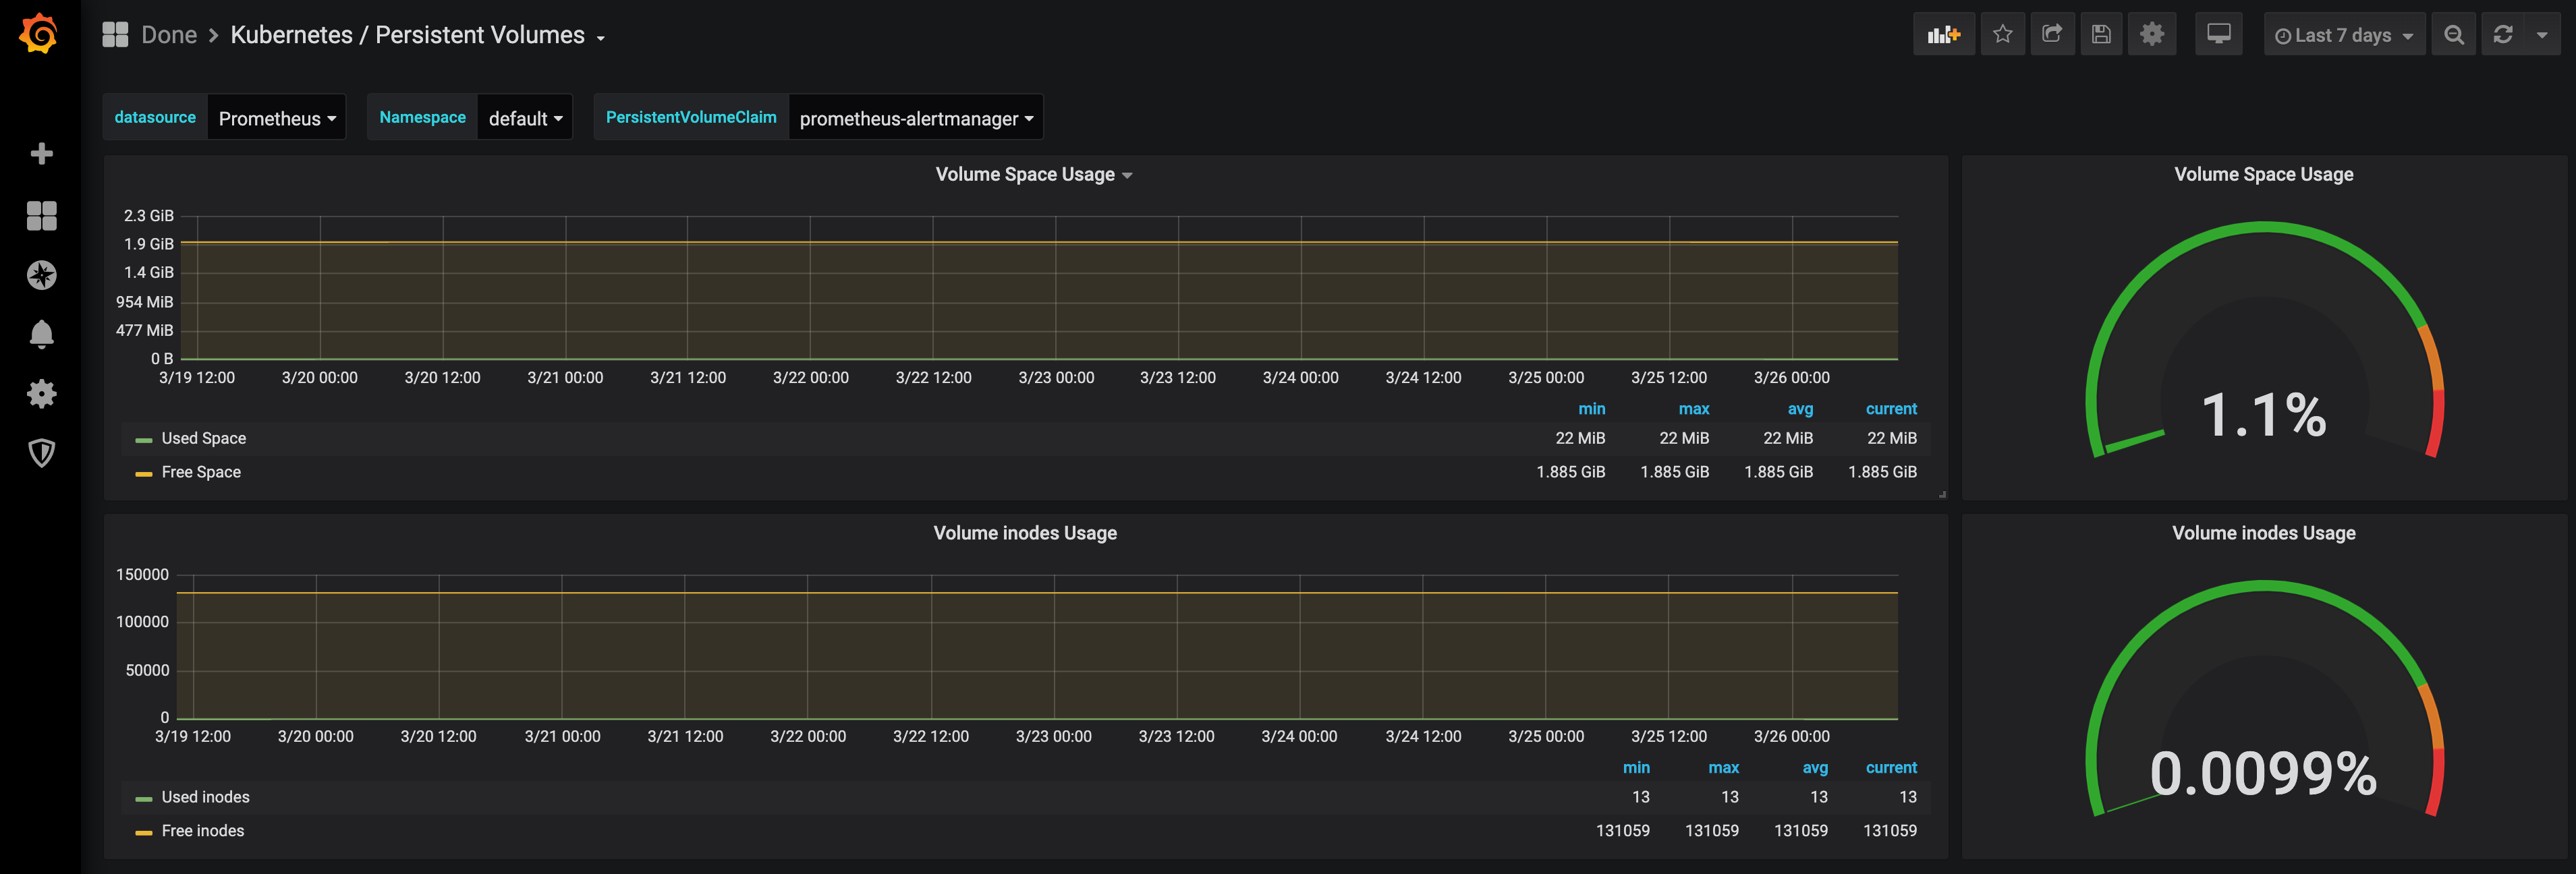 Done > Kubernetes / Persistent Volumes
Last 7 days
datasource Prometheus Namespace default PersistentVolumeClaim prometheus-alertmanager
Volume Space Usage
2.3 GiB
1.9 GiB
1.4 GiB
954 MiB
477 MiB
0 B
3/19 12:00 3/20 00:00 3/20 12:00 3/21 00:00 3/21 12:00 3/22 00:00 3/22 12:00 3/23 00:00 3/23 12:00 3/24 00:00 3/24 12:00 3/25 00:00 3/25 12:00 3/26 00:00
min max avg current
Used Space 22 MiB 22 MiB 22 MiB 22 MiB
Free Space 1.885 GiB 1.885 GiB 1.885 GiB 1.885 GiB
Volume Space Usage
1.1%
Volume inodes Usage
150000
100000
50000
0
3/19 12:00 3/20 00:00 3/20 12:00 3/21 00:00 3/21 12:00 3/22 00:00 3/22 12:00 3/23 00:00 3/23 12:00 3/24 00:00 3/24 12:00 3/25 00:00 3/25 12:00 3/26 00:00
min max avg current
Used inodes 13 13 13 13
Free inodes 131059 131059 131059 131059
Volume inodes Usage
0.0099%